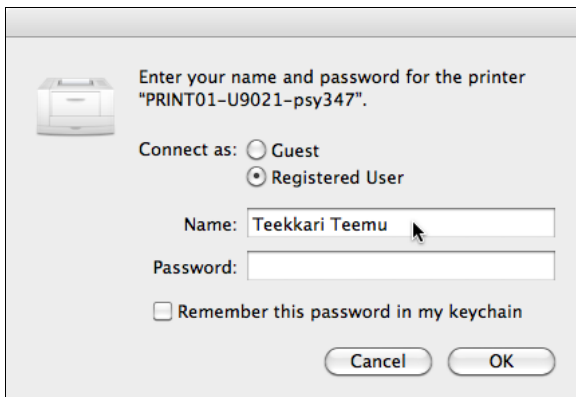 Enter your name and password for the printer
"PRINT01-U9021-psy347".
Connect as: Guest
Registered User
Name: Teekkari Teemu
Password:
Remember this password in my keychain
Cancel OK